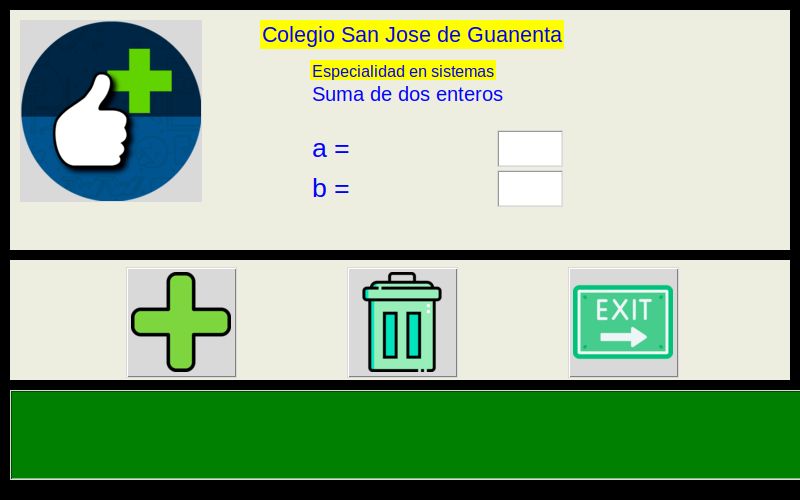 Colegio San Jose de Guanenta
Especialidad en sistemas
Suma de dos enteros
a =
b =
EXIT